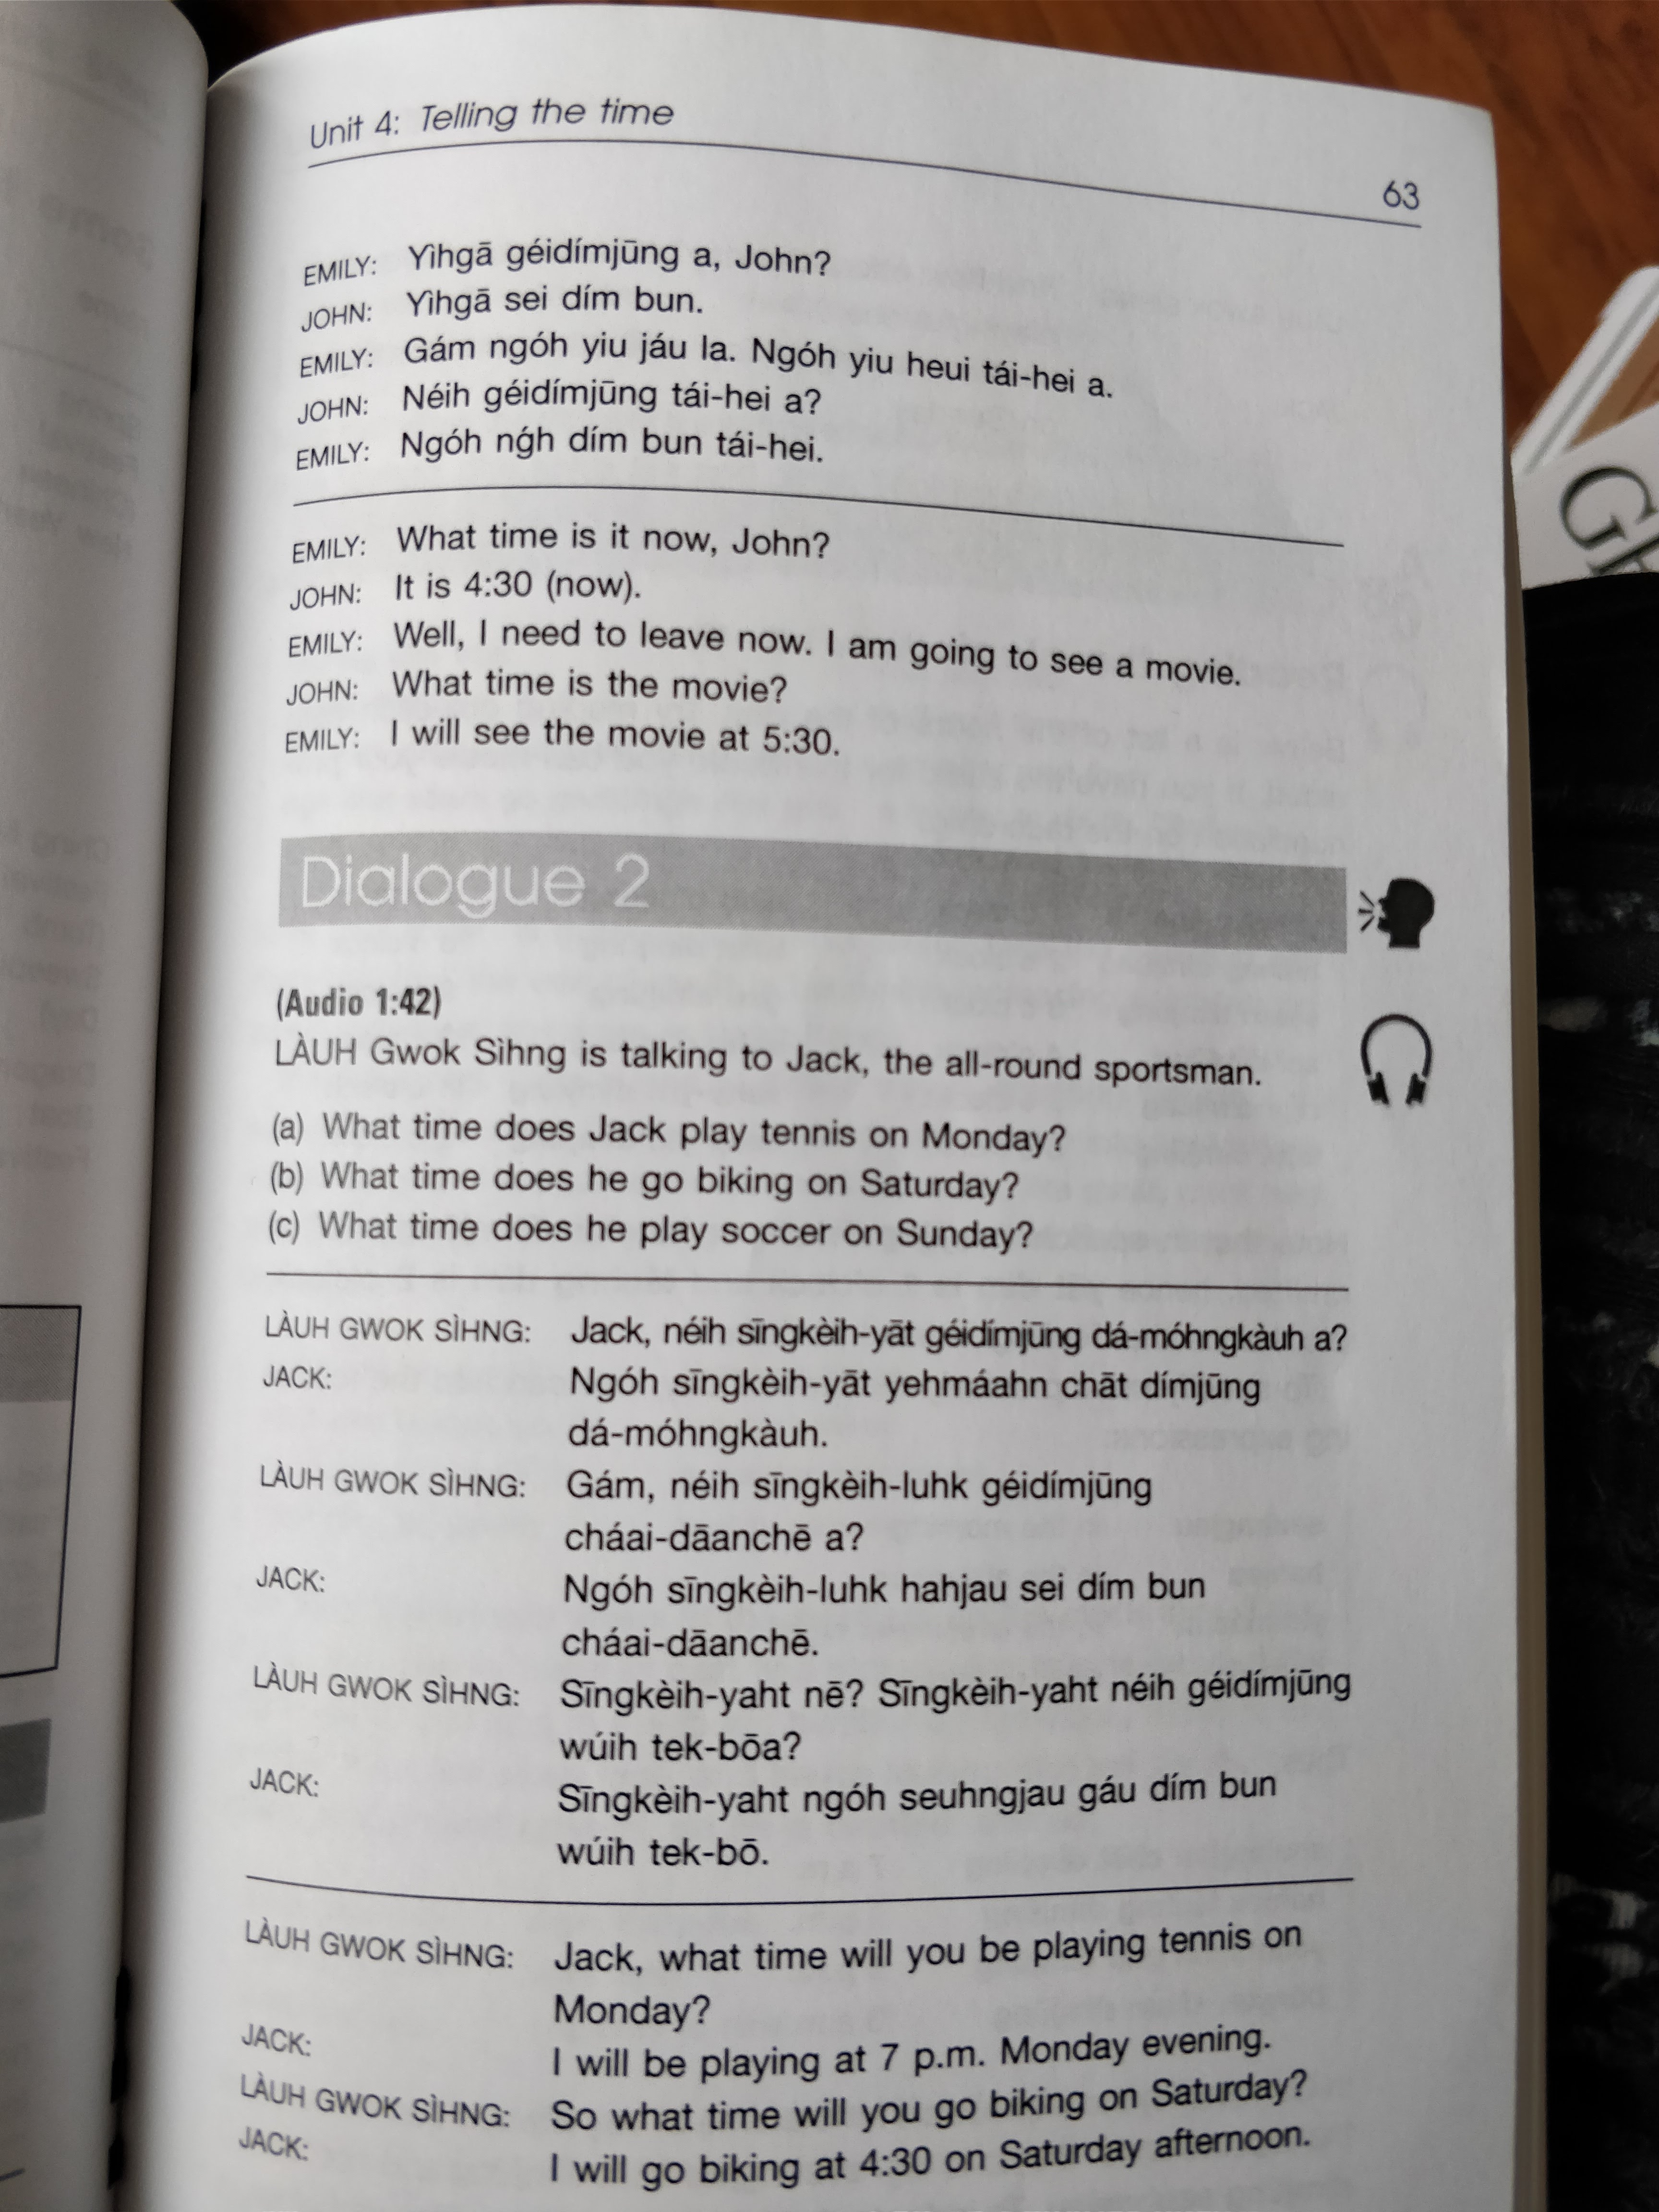 Unit 4: Telling the time
63
EMILY: Yìhgā géidímjūng a, John?
JOHN: Yìhgā sei dím bun.
EMILY: Gám ngóh yiu jáu la. Ngóh yiu heui tái-hei a.
JOHN: Néih géidímjūng tái-hei a?
EMILY: Ngóh nǵh dím bun tái-hei.
EMILY: What time is it now, John?
JOHN: It is 4:30 (now).
EMILY: Well, I need to leave now. I am going to see a movie.
JOHN: What time is the movie?
EMILY: I will see the movie at 5:30.
Dialogue 2
(Audio 1:42)
LÀUH Gwok Sìhng is talking to Jack, the all-round sportsman.
(a) What time does Jack play tennis on Monday?
(b) What time does he go biking on Saturday?
(c) What time does he play soccer on Sunday?
LÀUH GWOK SÌHNG: Jack, néih sīngkèih-yāt géidímjūng dá-móhngkàuh a?
JACK: Ngóh sīngkèih-yāt yehmáahn chāt dímjūng
dá-móhngkàuh.
LÀUH GWOK SÌHNG: Gám, néih sīngkèih-luhk géidímjūng
cháai-dāanchē a?
JACK: Ngóh sīngkèih-luhk hahjau sei dím bun
cháai-dāanchē.
LÀUH GWOK SÌHNG: Sīngkèih-yaht nē? Sīngkèih-yaht néih géidímjūng
wúih tek-bōa?
JACK: Sīngkèih-yaht ngóh seuhngjau gáu dím bun
wúih tek-bō.
LÀUH GWOK SÌHNG: Jack, what time will you be playing tennis on
Monday?
JACK: I will be playing at 7 p.m. Monday evening.
LÀUH GWOK SÌHNG: So what time will you go biking on Saturday?
JACK: I will go biking at 4:30 on Saturday afternoon.